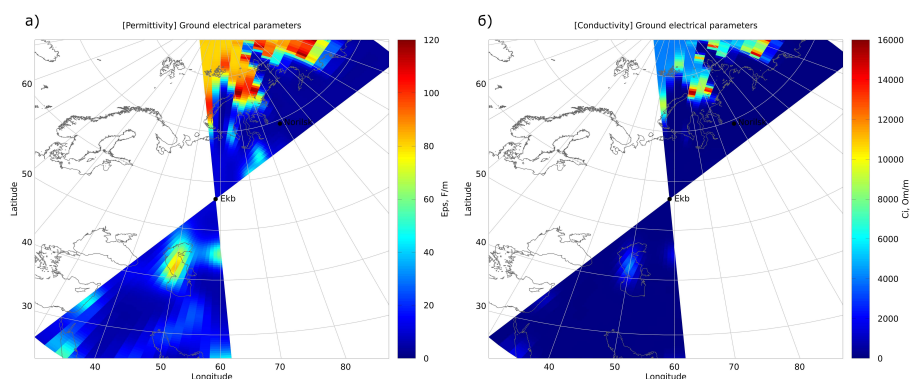 а)
[Permittivity] Ground electrical parameters
60
50
40
30
Latitude
40
50
60
70
80
Longitude
Ekb
120
100
80
60
40
20
0
Eps, F/m
б)
[Conductivity] Ground electrical parameters
60
50
40
30
Latitude
40
50
60
70
80
Longitude
Ekb
16000
14000
12000
10000
8000
6000
4000
2000
0
Ci, Om/m